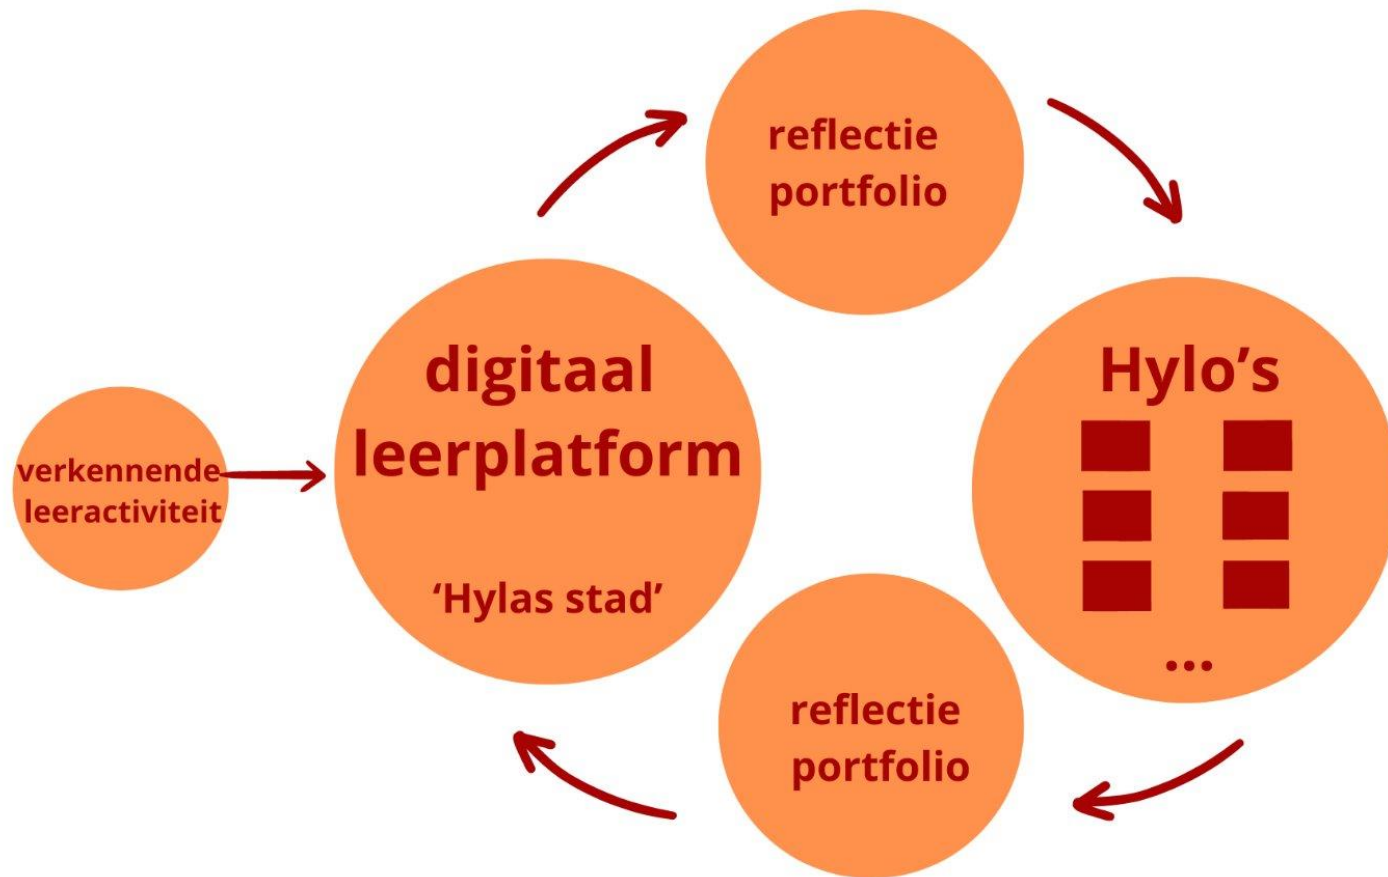 verkennende
leeractiviteit
digitaal
leerplatform
‘Hylas stad’
reflectie
portfolio
Hylo’s
...
reflectie
portfolio